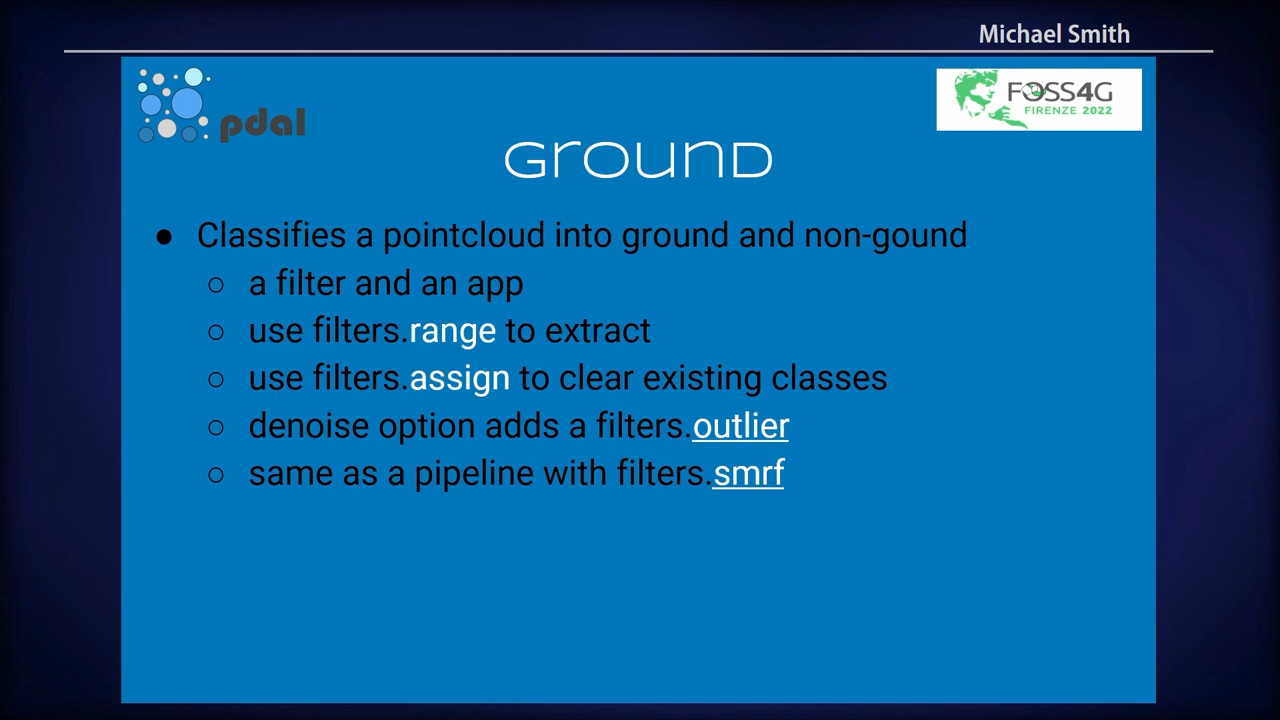 Michael Smith
pdal
FOSS4G
FIRENZE 2022
Ground
● Classifies a pointcloud into ground and non-gound
○ a filter and an app
○ use filters.range to extract
○ use filters.assign to clear existing classes
○ denoise option adds a filters.outlier
○ same as a pipeline with filters.smrf